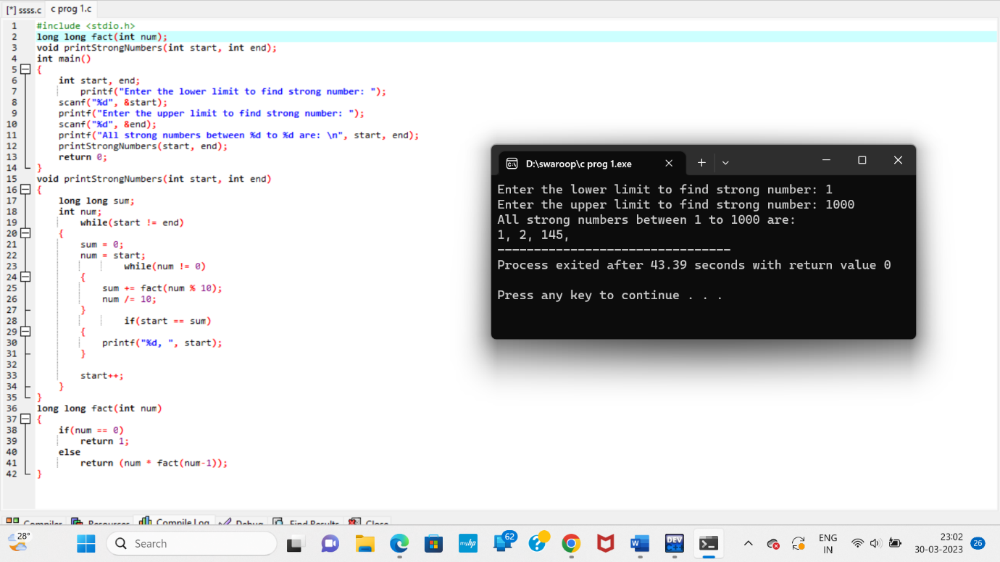 [*] ssss.c c prog 1.c
1 #include <stdio.h>
2 long long fact(int num);
3 void printStrongNumbers(int start, int end);
4 int main()
5 {
6 int start, end;
7 printf("Enter the lower limit to find strong number: ");
8 scanf("%d", &start);
9 printf("Enter the upper limit to find strong number: ");
10 scanf("%d", &end);
11 printf("All strong numbers between %d to %d are: \n", start, end);
12 printStrongNumbers(start, end);
13 return 0;
14 }
15 void printStrongNumbers(int start, int end)
16 {
17 long long sum;
18 int num;
19 while(start != end)
20 {
21 sum = 0;
22 num = start;
23 while(num != 0)
24 {
25 sum += fact(num % 10);
26 num /= 10;
27 }
28 if(start == sum)
29 {
30 printf("%d, ", start);
31 }
32
33 start++;
34 }
35 }
36 long long fact(int num)
37 {
38 if(num == 0)
39 return 1;
40 else
41 return (num * fact(num-1));
42 }
D:\swaroop\c prog 1.exe
Enter the lower limit to find strong number: 1
Enter the upper limit to find strong number: 1000
All strong numbers between 1 to 1000 are:
1, 2, 145,
--------------------------------
Process exited after 43.39 seconds with return value 0
Press any key to continue . . .
Compiler Resources Compile Log Debug Find Results Close
28°
Search
myhp
62
W
DEV C++
ENG
IN
23:02
30-03-2023
26